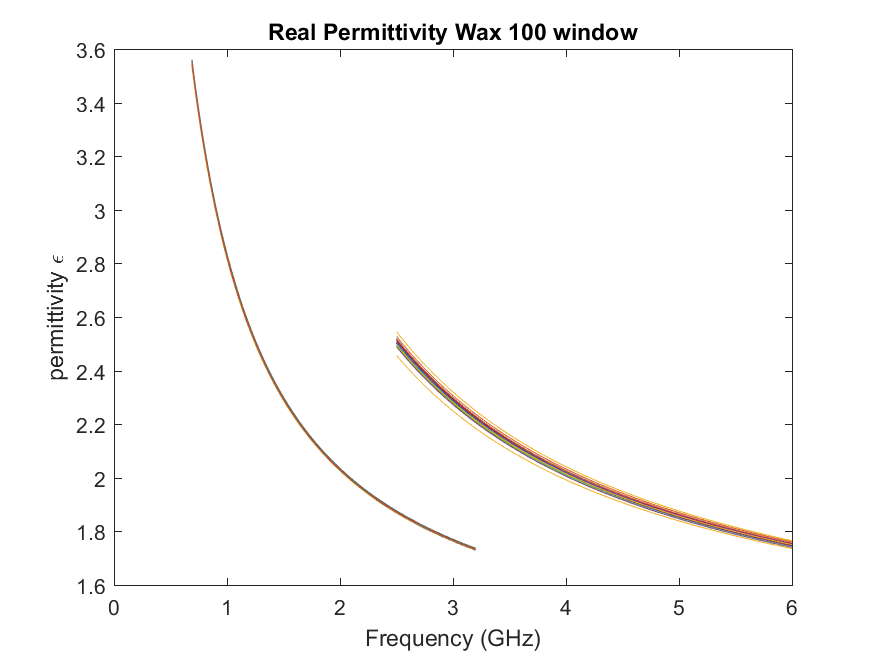 Real Permittivity Wax 100 window
3.6
3.4
3.2
3
2.8
2.6
2.4
2.2
2
1.8
1.6
permittivity ϵ
0 1 2 3 4 5 6
Frequency (GHz)